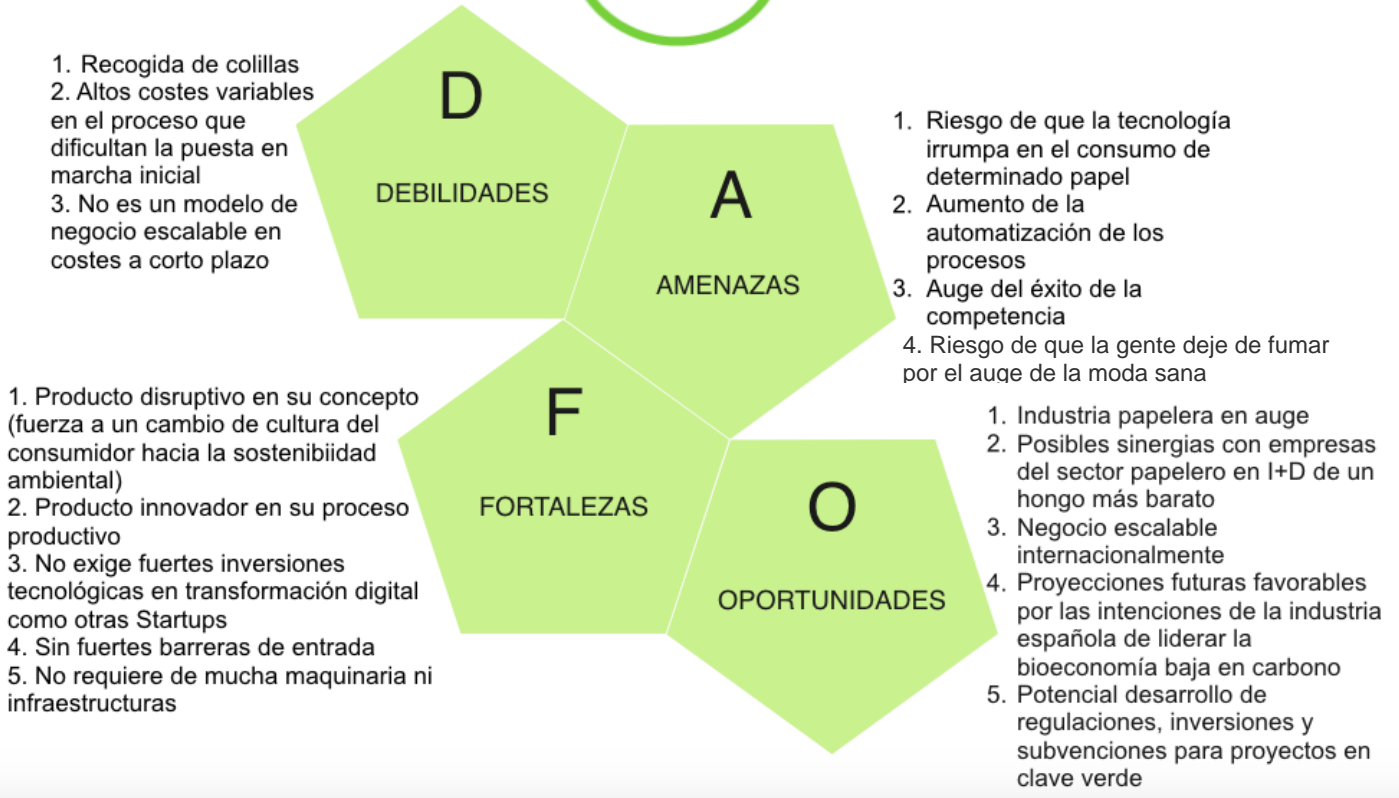 1. Recogida de colillas
2. Altos costes variables
en el proceso que
dificultan la puesta en
marcha inicial
3. No es un modelo de
negocio escalable en
costes a corto plazo
D
DEBILIDADES
A
AMENAZAS
1. Riesgo de que la tecnología
irrumpa en el consumo de
determinado papel
2. Aumento de la
automatización de los
procesos
3. Auge del éxito de la
competencia
4. Riesgo de que la gente deje de fumar
por el auge de la moda sana
1. Producto disruptivo en su concepto
(fuerza a un cambio de cultura del
consumidor hacia la sostenibiidad
ambiental)
2. Producto innovador en su proceso
productivo
3. No exige fuertes inversiones
tecnológicas en transformación digital
como otras Startups
4. Sin fuertes barreras de entrada
5. No requiere de mucha maquinaria ni
infraestructuras
F
FORTALEZAS
O
OPORTUNIDADES
1. Industria papelera en auge
2. Posibles sinergias con empresas
del sector papelero en I+D de un
hongo más barato
3. Negocio escalable
internacionalmente
4. Proyecciones futuras favorables
por las intenciones de la industria
española de liderar la
bioeconomía baja en carbono
5. Potencial desarrollo de
regulaciones, inversiones y
subvenciones para proyectos en
clave verde